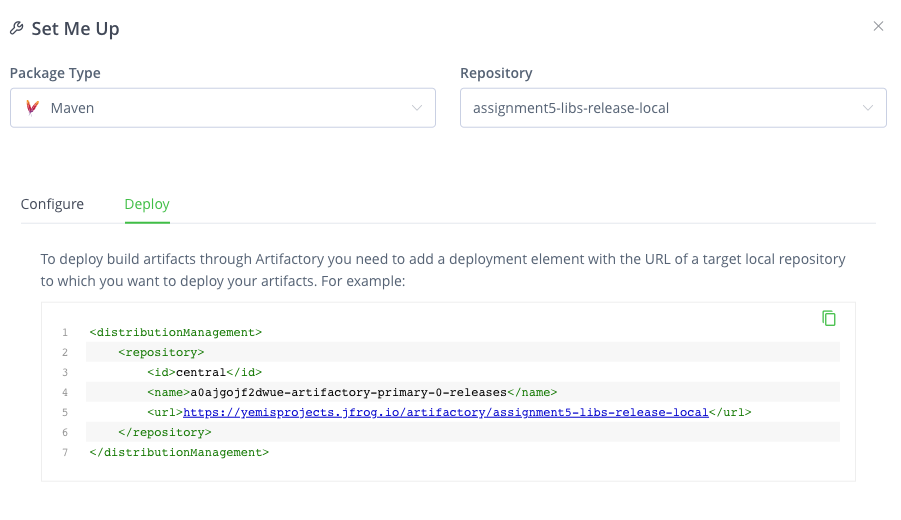 Set Me Up
Package Type
Repository
Maven
assignment5-libs-release-local
Configure
Deploy
To deploy build artifacts through Artifactory you need to add a deployment element with the URL of a target local repository
to which you want to deploy your artifacts. For example:
1 <distributionManagement>
2 <repository>
3 <id>central</id>
4 <name>a0ajgojf2dwue-artifactory-primary-0-releases</name>
5 <url>https://yemisprojects.jfrog.io/artifactory/assignment5-libs-release-local</url>
6 </repository>
7 </distributionManagement>